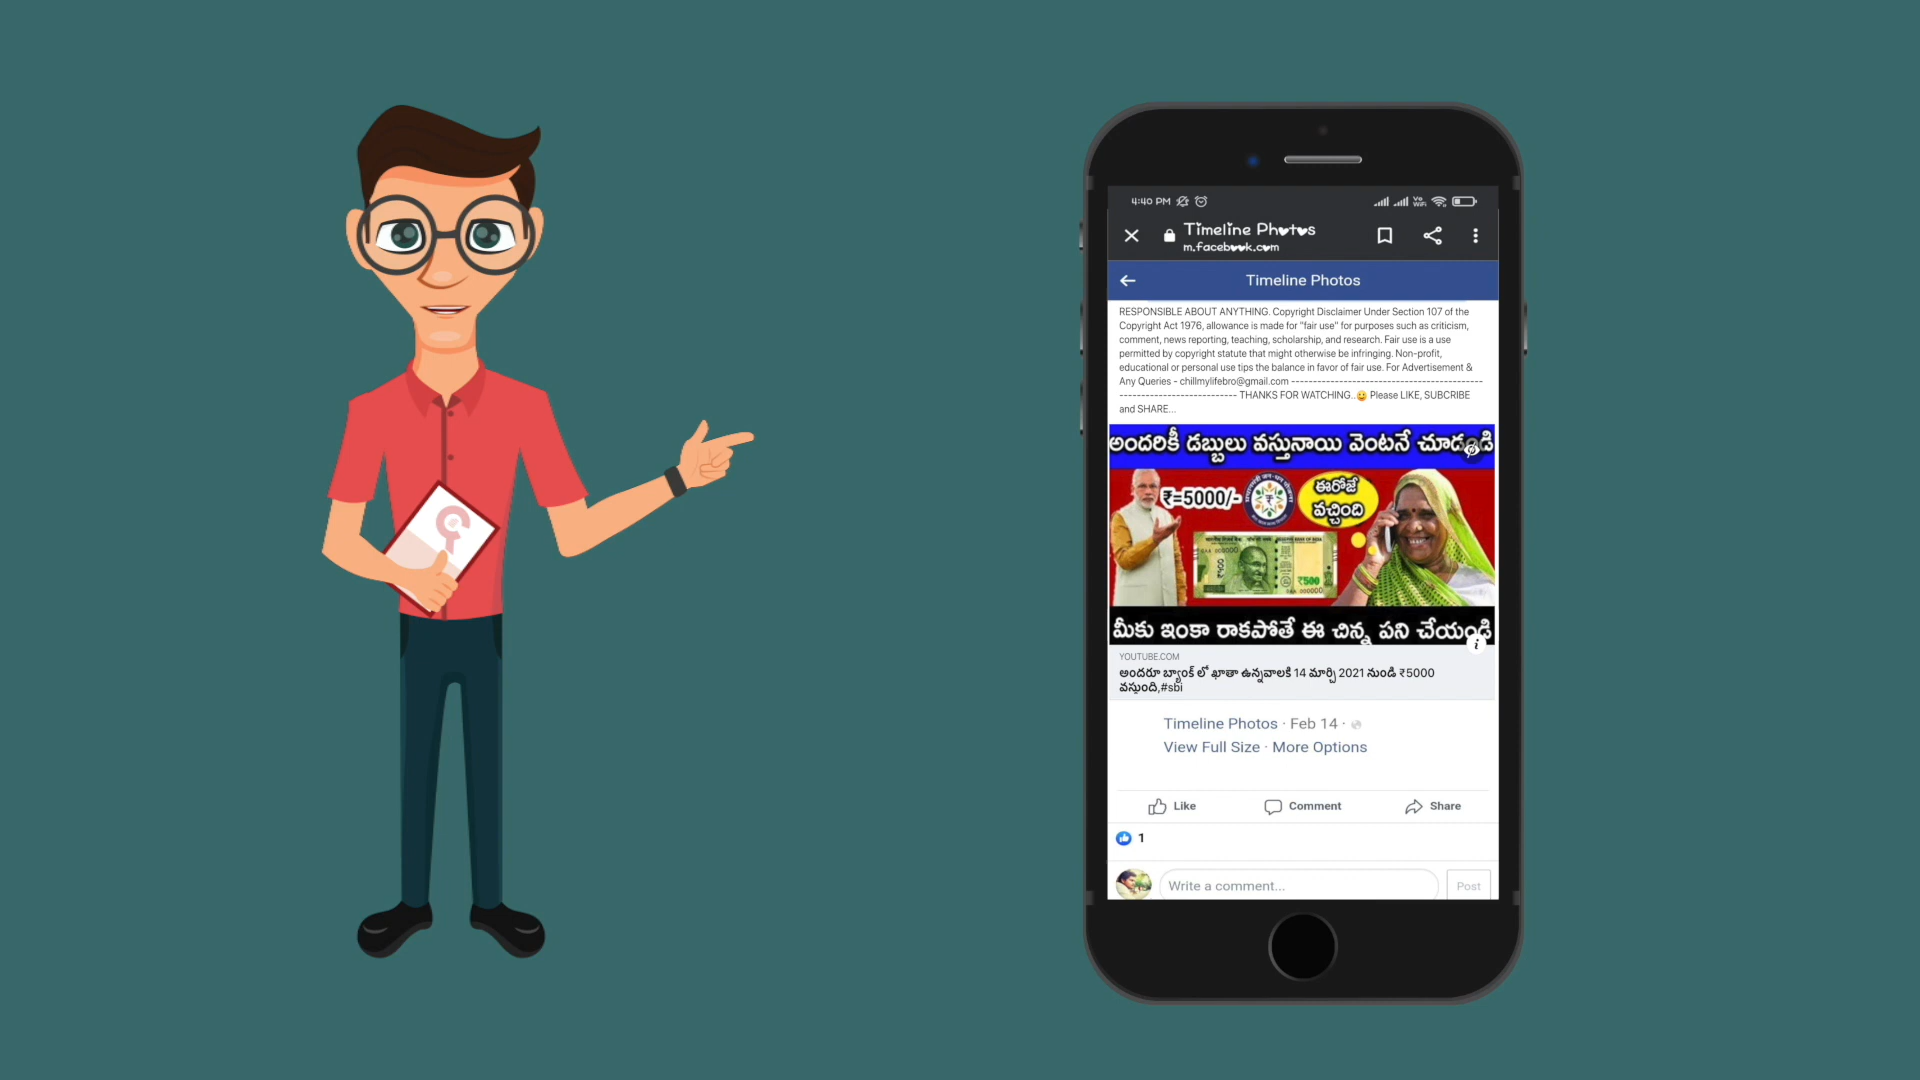 4:40 PM
Timeline Photos
m.facebook.com
Timeline Photos
RESPONSIBLE ABOUT ANYTHING. Copyright Disclaimer Under Section 107 of the
Copyright Act 1976, allowance is made for "fair use" for purposes such as criticism,
comment, news reporting, teaching, scholarship, and research. Fair use is a use
permitted by copyright statute that might otherwise be infringing. Non-profit,
educational or personal use tips the balance in favor of fair use. For Advertisement &
Any Queries - chillmylifebro@gmail.com --------------------------------------------
--------------------------- THANKS FOR WATCHING..😀 Please LIKE, SUBCRIBE
and SHARE...
అందరికీ డబ్బులు వస్తునాయి వెంటనే చూడండి
₹=5000/-
ఈరోజే
వచ్చింది
₹500
మీకు ఇంకా రాకపోతే ఈ చిన్న పని చేయండి
YOUTUBE.COM
అందరూ బ్యాంక్ లో ఖాతా ఉన్నవాలకి 14 మార్చి 2021 నుండి ₹5000
వస్తుంది,#sbi
Timeline Photos · Feb 14 ·
View Full Size · More Options
Like
Comment
Share
1
Write a comment...
Post